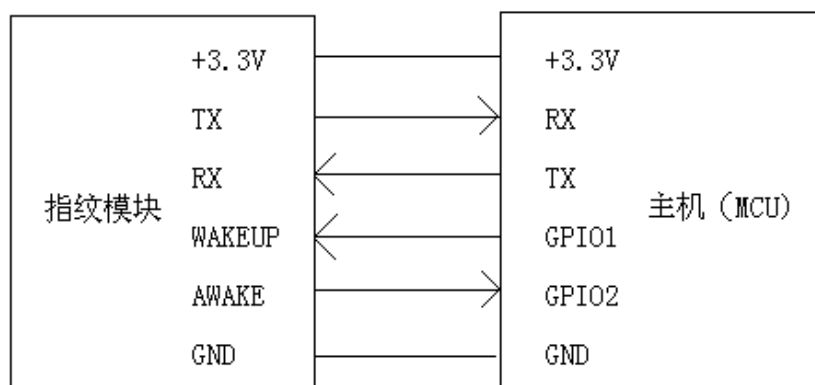 +3.3V +3.3V
TX RX
RX TX
指纹模块 主机（MCU)
WAKEUP GPIO1
AWAKE GPIO2
GND GND